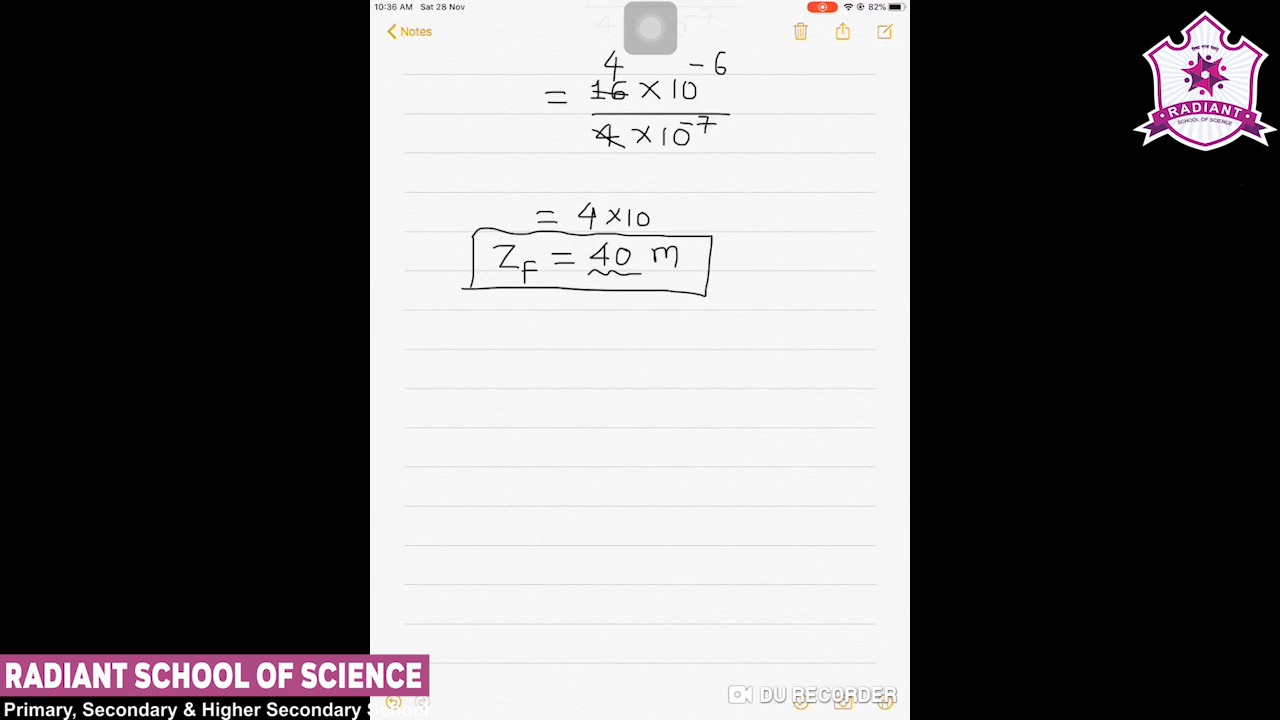 10:36 AM Sat 28 Nov
82%
Notes
4
= 16 × 10⁻⁶
4 × 10⁻⁷
= 4 × 10
Z_F = 40 m
RADIANT
SCHOOL OF SCIENCE
RADIANT SCHOOL OF SCIENCE
Primary, Secondary & Higher Secondary School
DU RECORDER